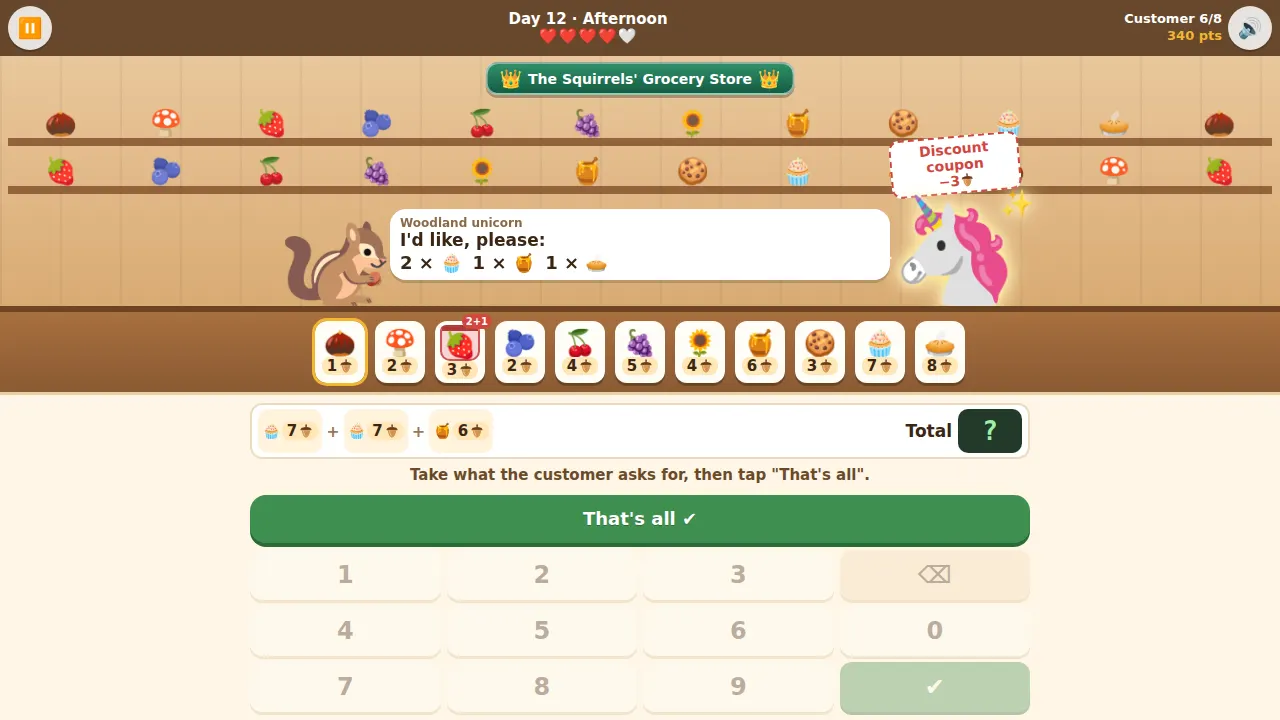 Day 12 · Afternoon
Customer 6/8
340 pts
The Squirrels' Grocery Store
Discount
coupon
−3
Woodland unicorn
I'd like, please:
2 × 1 × 1 ×
2+1
1 2 3 2 4 5 4 6 3 7 8
7 + 7 + 6 Total ?
Take what the customer asks for, then tap "That's all".
That's all ✔
1 2 3 ⌫
4 5 6 0
7 8 9 ✔